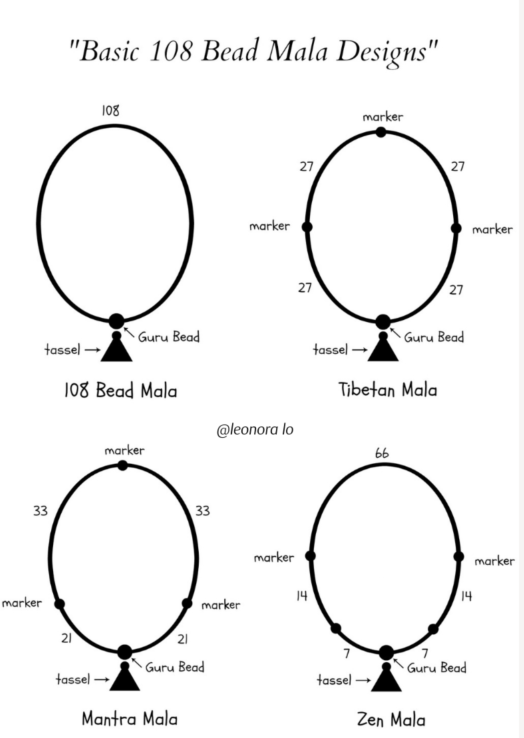 "Basic 108 Bead Mala Designs"
108
tassel
Guru Bead
108 Bead Mala
marker
27
27
marker
marker
27
27
tassel
Guru Bead
Tibetan Mala
@leonora lo
marker
33
33
marker
marker
21
21
tassel
Guru Bead
Mantra Mala
66
marker
marker
14
14
7
7
tassel
Guru Bead
Zen Mala